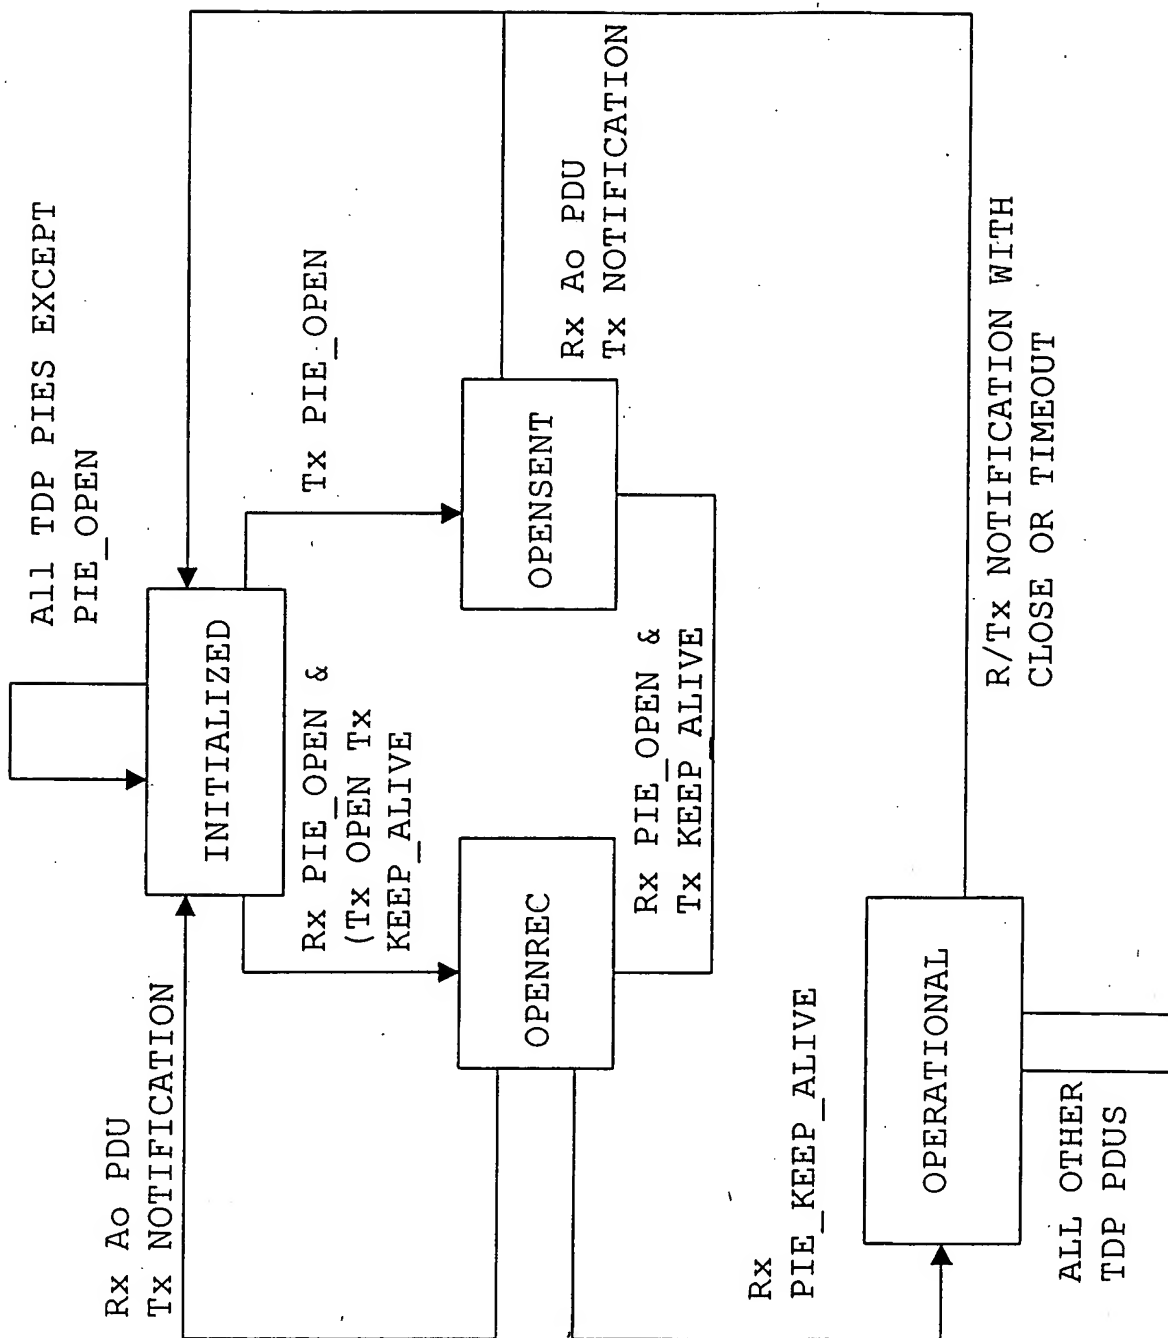 All TDP PIES EXCEPT
PIE_OPEN
INITIALIZED
Rx Ao PDU
Tx NOTIFICATION
Rx PIE_OPEN &
(Tx OPEN Tx
KEEP_ALIVE
Tx PIE_OPEN
OPENREC
OPENSENT
Rx Ao PDU
Tx NOTIFICATION
Rx PIE_OPEN &
Tx KEEP ALIVE
Rx
PIE_KEEP_ALIVE
OPERATIONAL
R/Tx NOTIFICATION WITH
CLOSE OR TIMEOUT
ALL OTHER
TDP PDUS